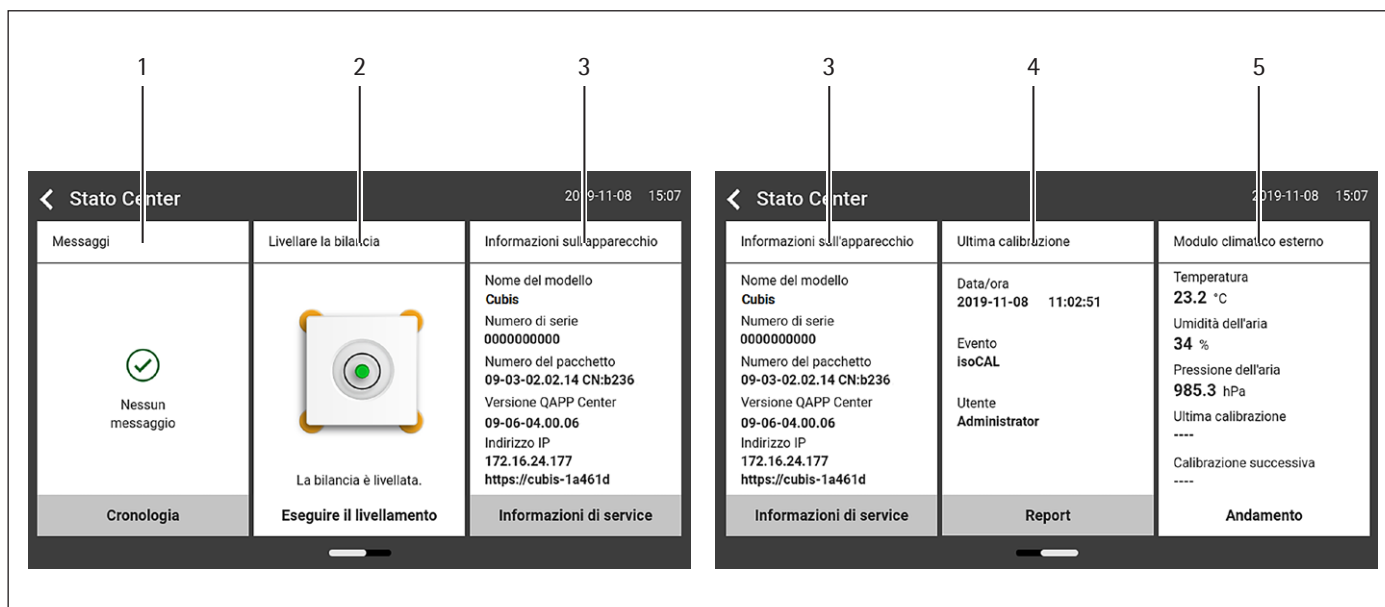 1
2
3
Stato Center
2019-11-08 15:07
Messaggi
Nessun
messaggio
Cronologia
Livellare la bilancia
La bilancia è livellata.
Eseguire il livellamento
Informazioni sull'apparecchio
Nome del modello
Cubis
Numero di serie
0000000000
Numero del pacchetto
09-03-02.02.14 CN:b236
Versione QAPP Center
09-06-04.00.06
Indirizzo IP
172.16.24.177
https://cubis-1a461d
Informazioni di service
3
4
5
Stato Center
2019-11-08 15:07
Informazioni sull'apparecchio
Nome del modello
Cubis
Numero di serie
0000000000
Numero del pacchetto
09-03-02.02.14 CN:b236
Versione QAPP Center
09-06-04.00.06
Indirizzo IP
172.16.24.177
https://cubis-1a461d
Informazioni di service
Ultima calibrazione
Data/ora
2019-11-08 11:02:51
Evento
isoCAL
Utente
Administrator
Report
Modulo climatico esterno
Temperatura
23.2 °C
Umidità dell'aria
34 %
Pressione dell'aria
985.3 hPa
Ultima calibrazione
----
Calibrazione successiva
----
Andamento